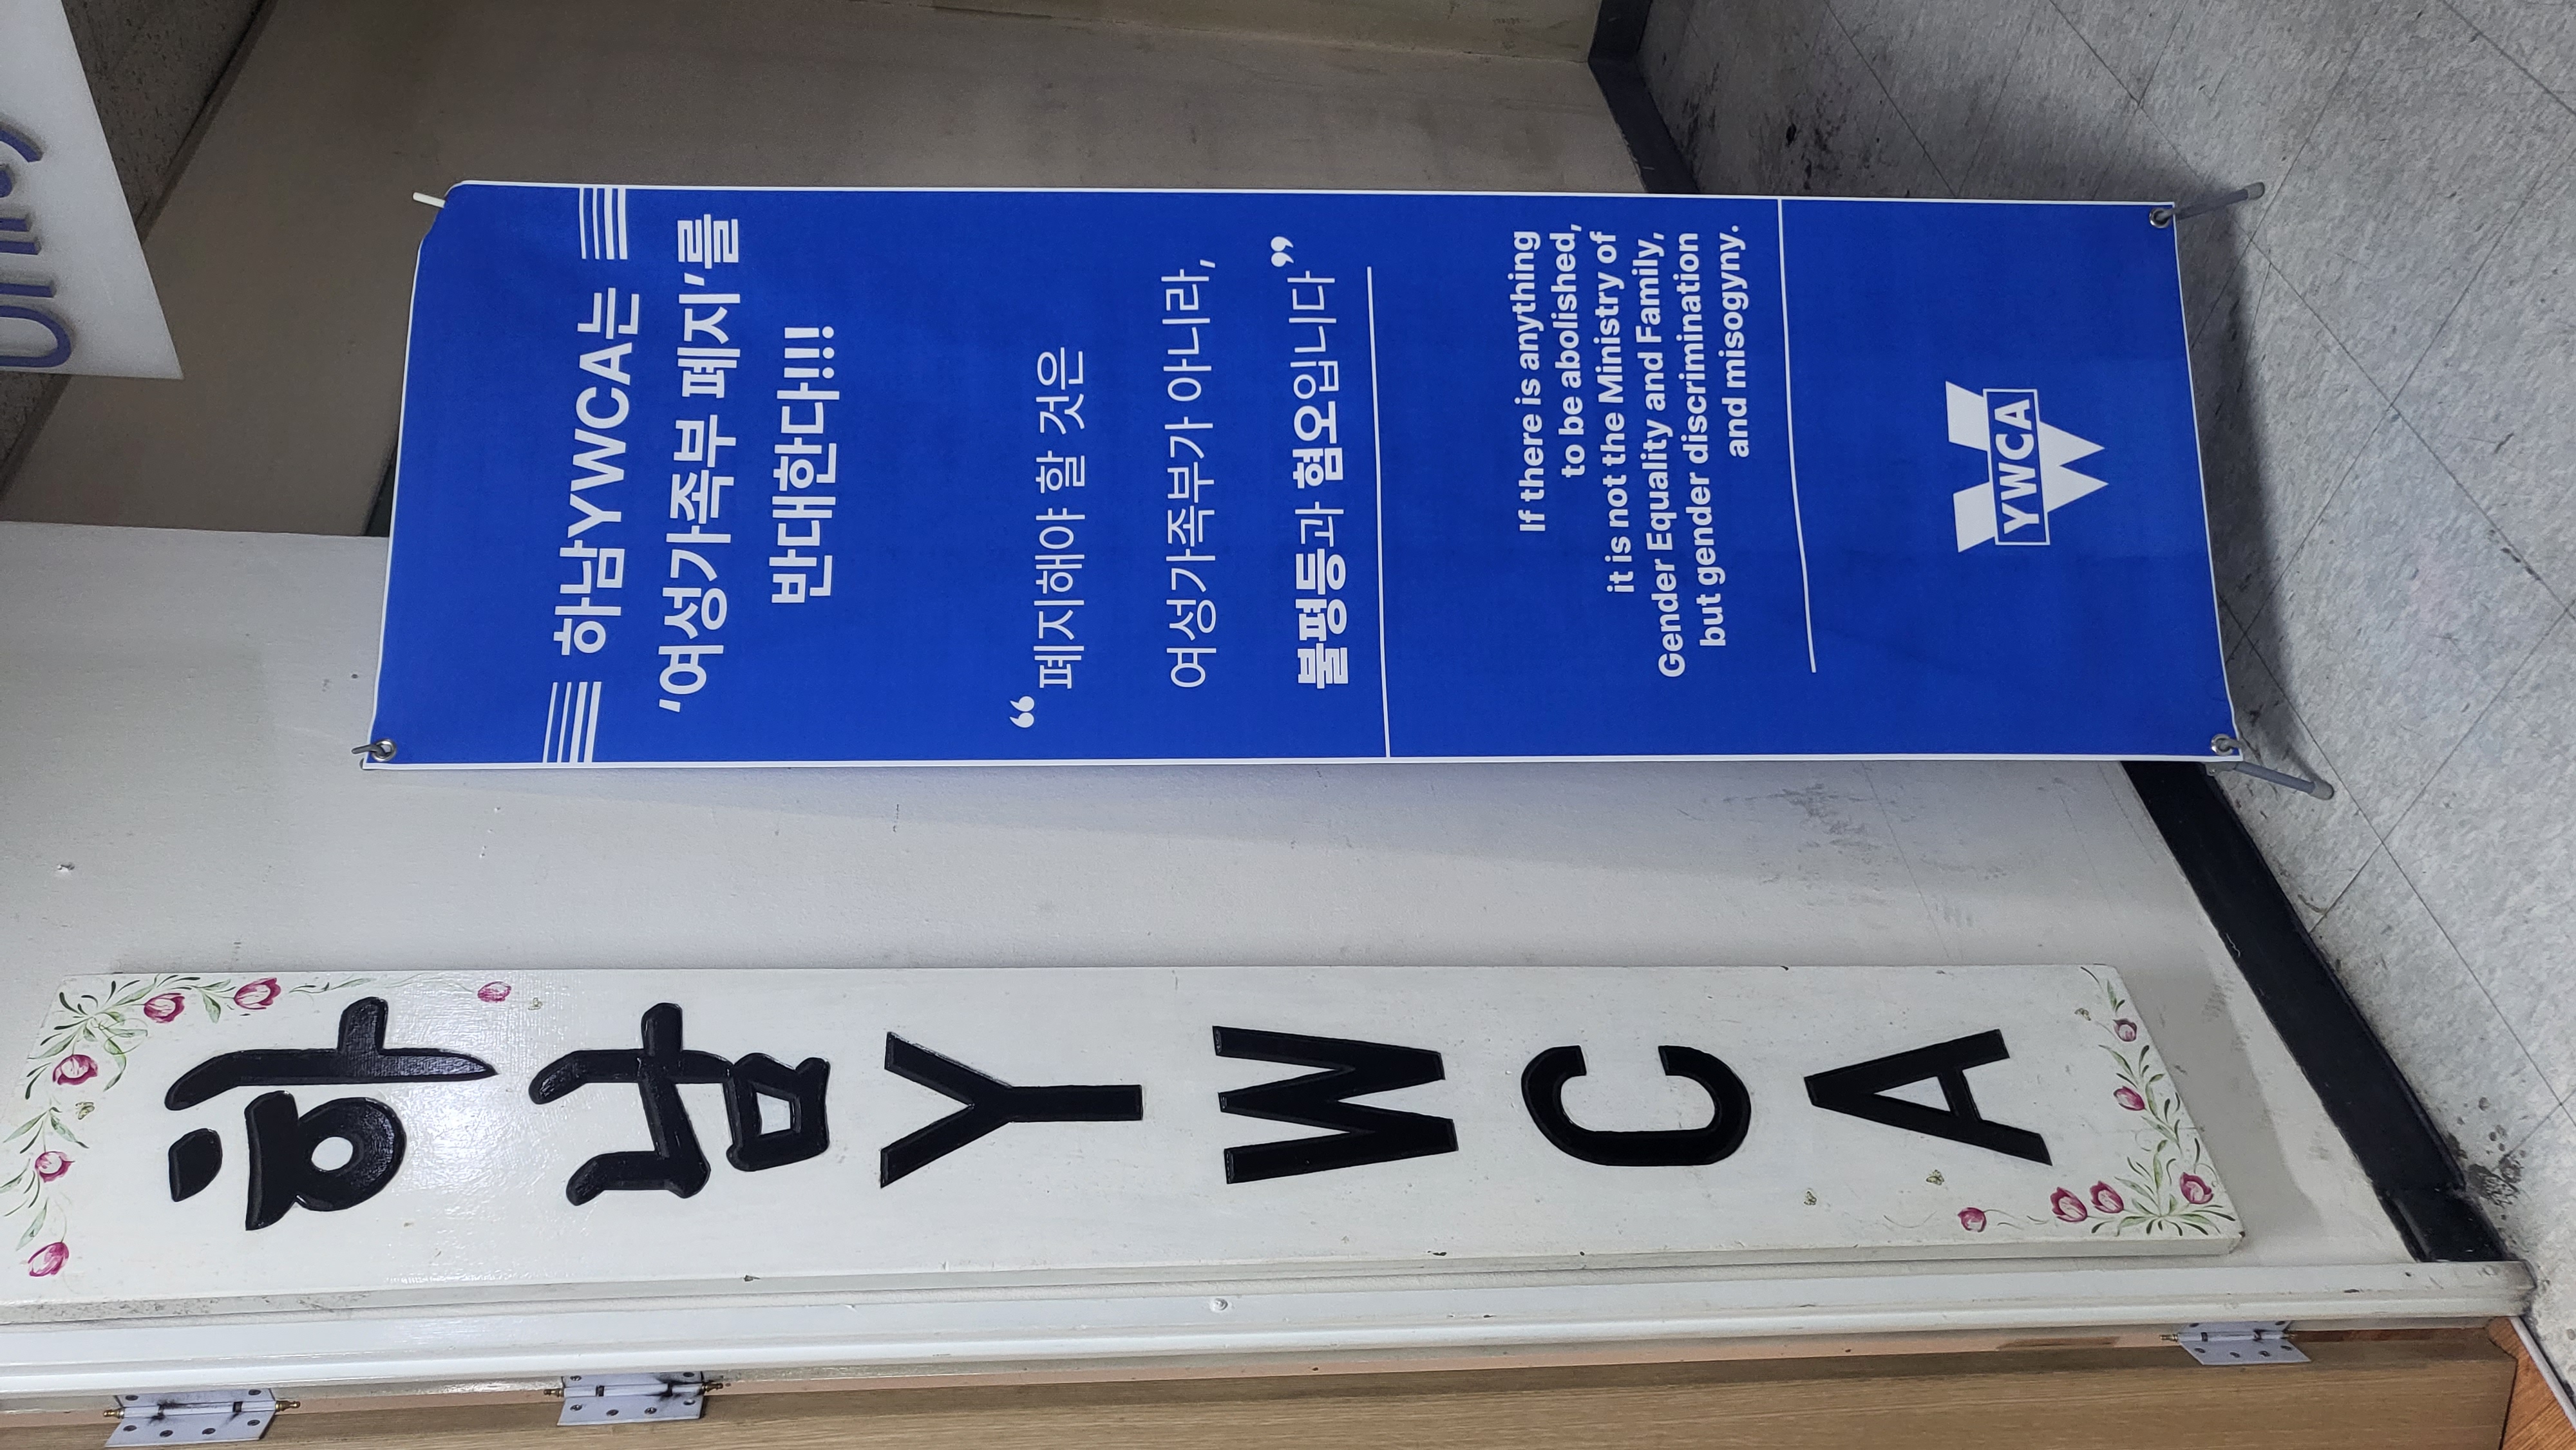 하남YWCA는
'여성가족부 폐지'를
반대한다!!!
“ 폐지해야 할 것은
여성가족부가 아니라,
불평등과 혐오입니다”
If there is anything
to be abolished,
it is not the Ministry of
Gender Equality and Family,
but gender discrimination
and misogyny.
YWCA
하남YWCA